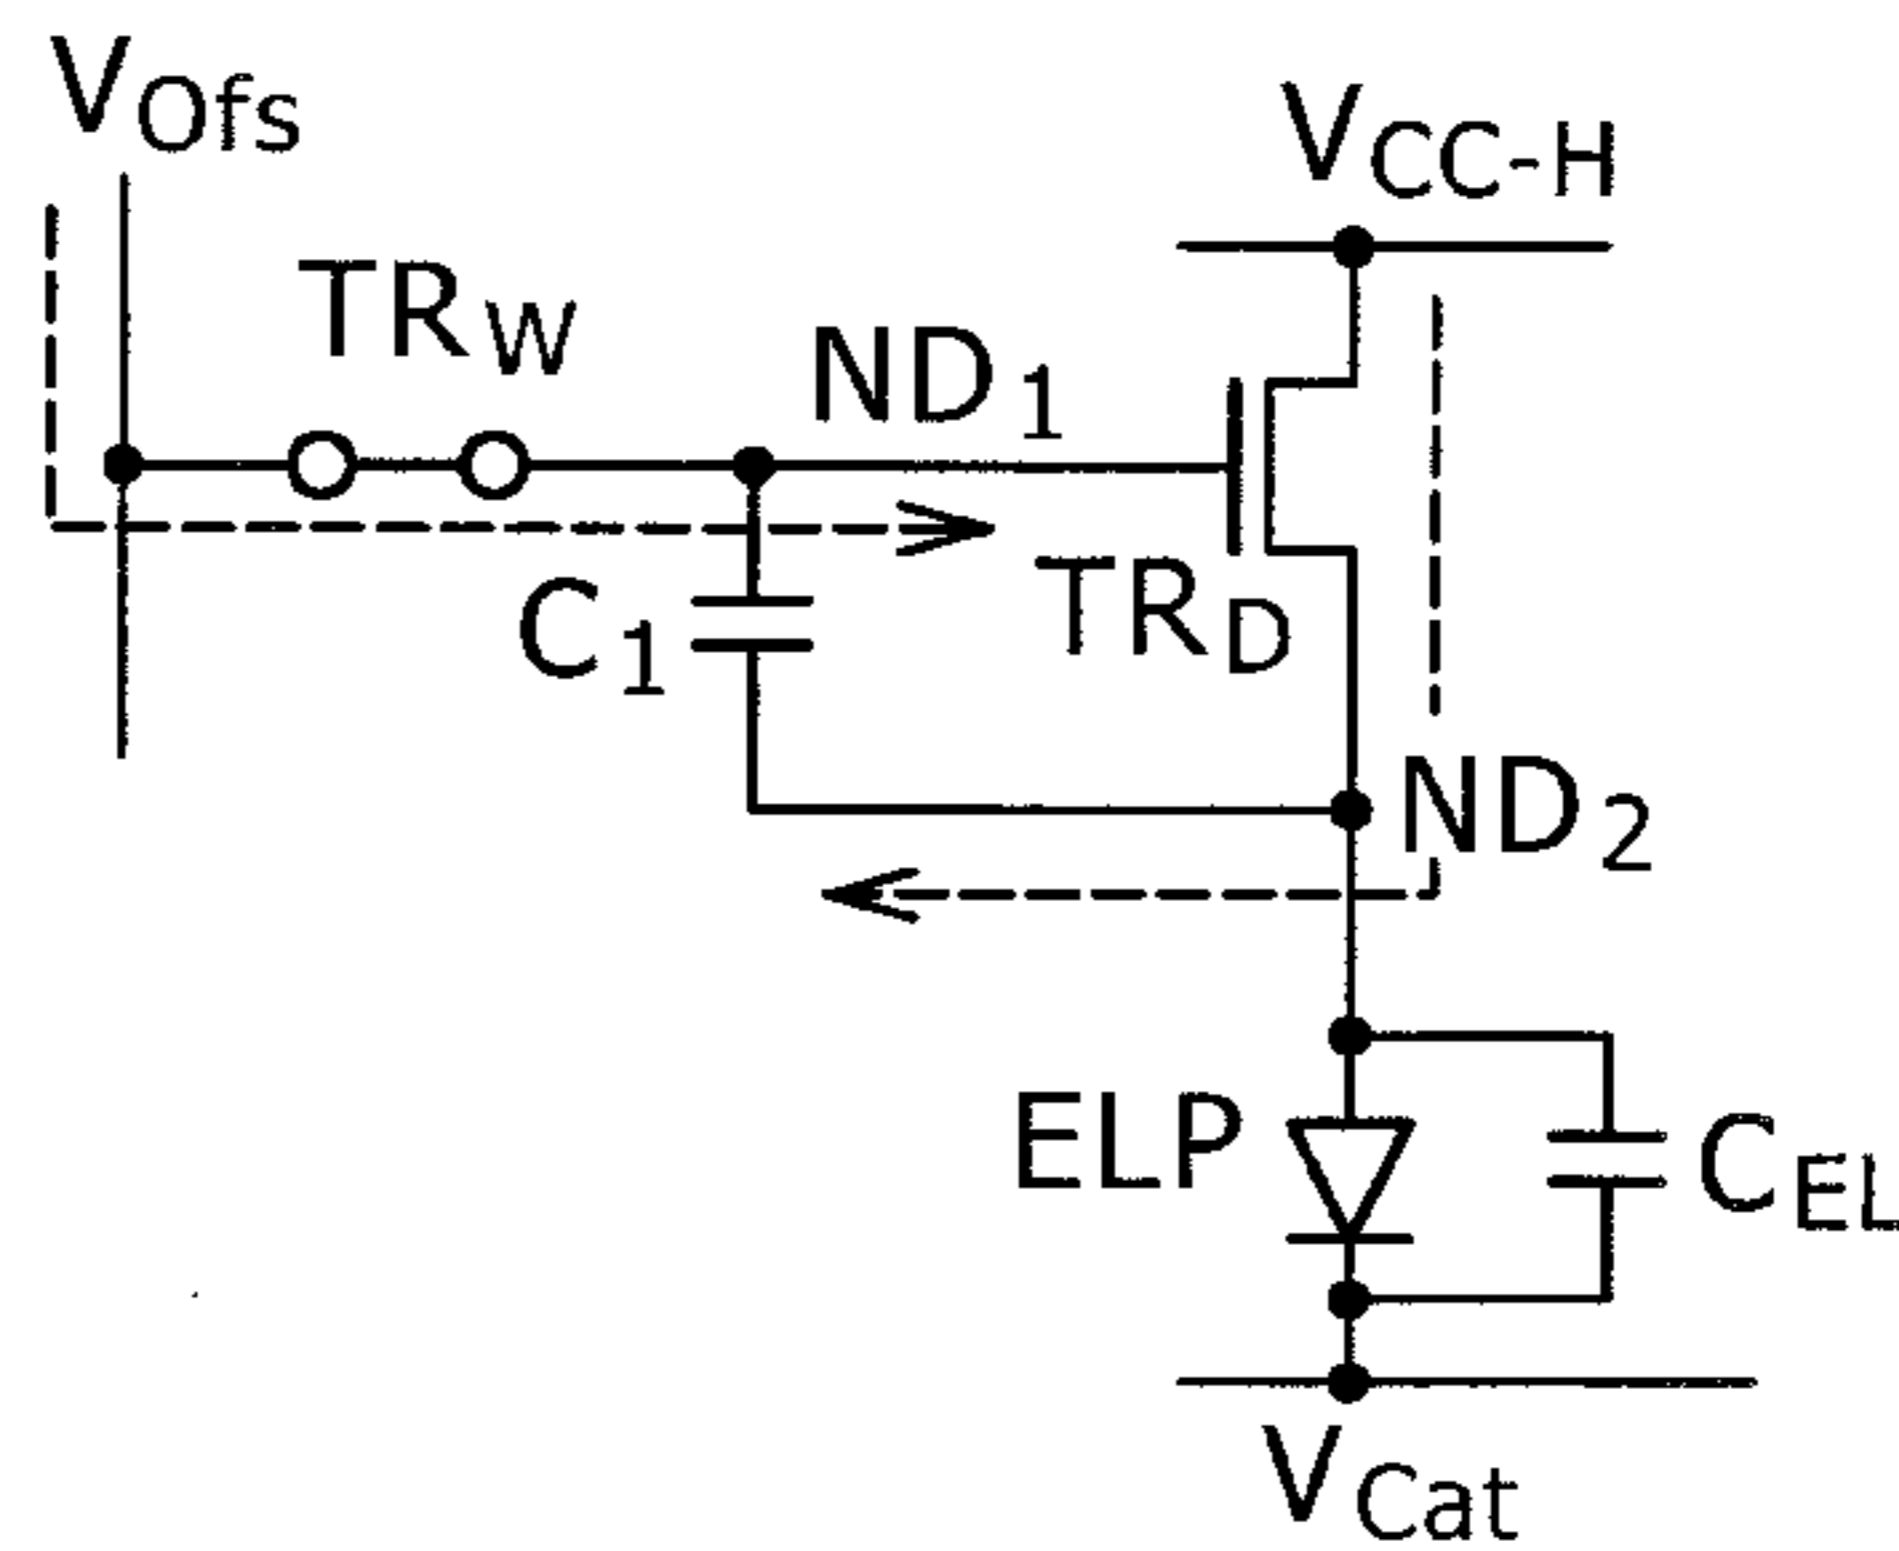 VOfs
VCC-H
TRW
ND1
TRD
C1
ND2
ELP
CEL
VCat